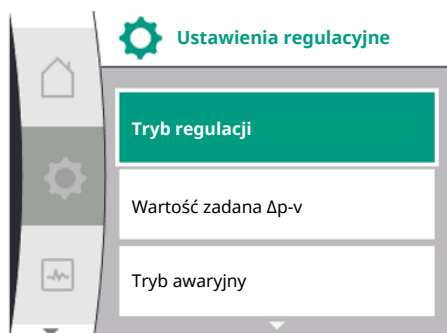 Ustawienia regulacyjne
Tryb regulacji
Wartość zadana Δp-v
Tryb awaryjny